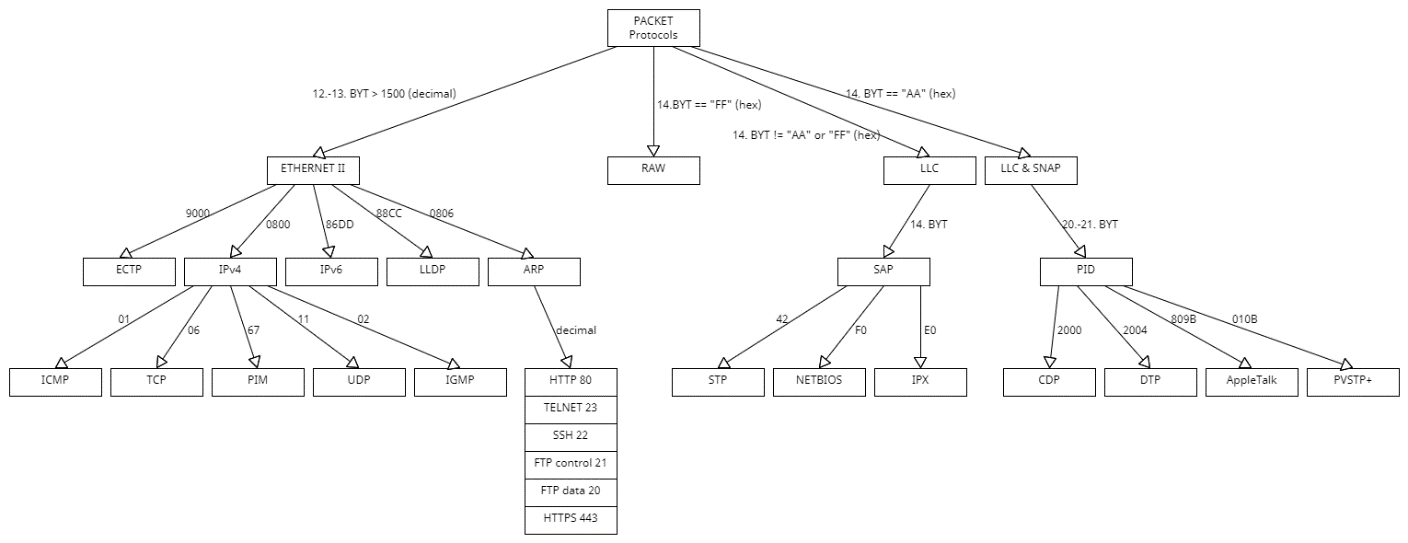 PACKET
Protocols
12.-13. BYT > 1500 (decimal)
14.BYT == "FF" (hex)
14. BYT != "AA" or "FF" (hex)
14. BYT == "AA" (hex)
ETHERNET II
RAW
LLC
LLC & SNAP
9000
0800
86DD
88CC
0806
14. BYT
20.-21. BYT
ECTP
IPv4
IPv6
LLDP
ARP
SAP
PID
01
06
67
11
02
decimal
42
F0
E0
2000
2004
809B
010B
ICMP
TCP
PIM
UDP
IGMP
HTTP 80
TELNET 23
SSH 22
FTP control 21
FTP data 20
HTTPS 443
STP
NETBIOS
IPX
CDP
DTP
AppleTalk
PVSTP+